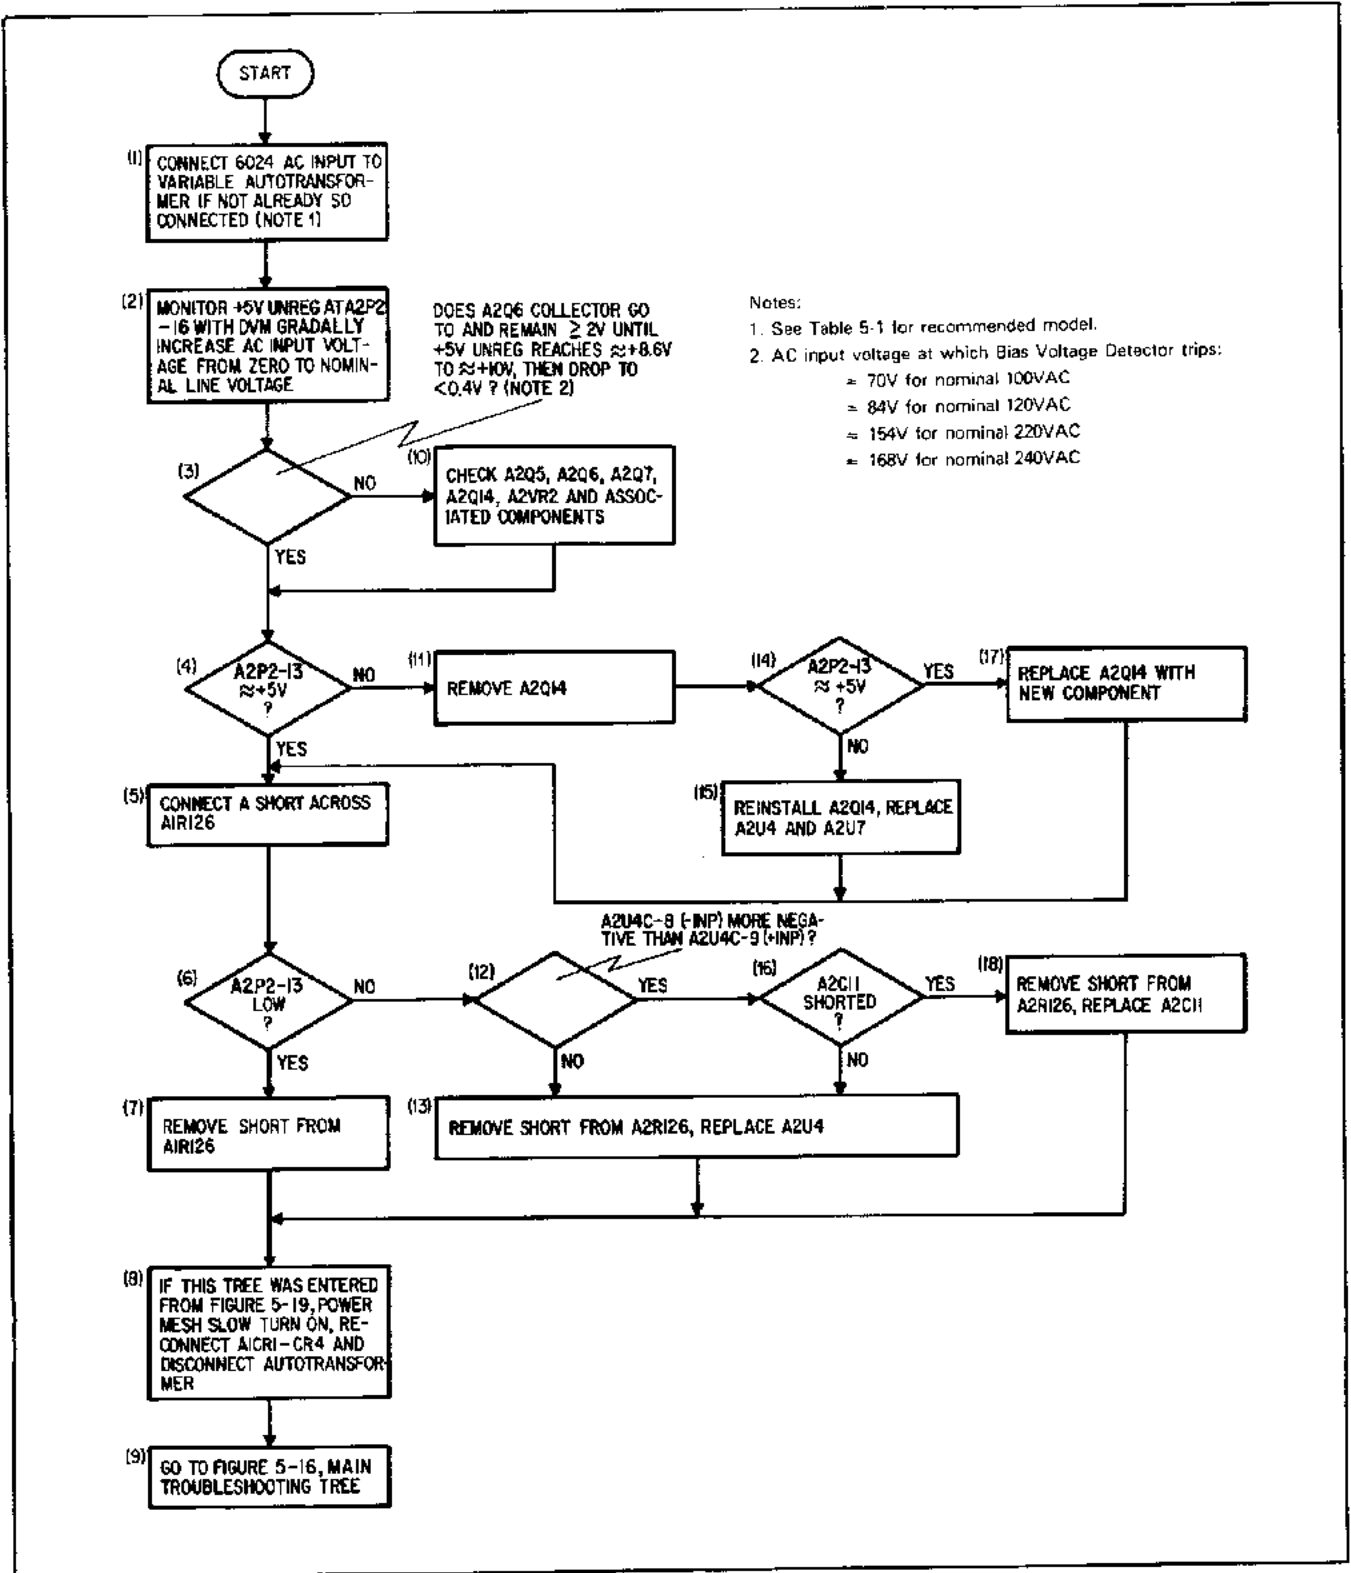 START
(1)
CONNECT 6024 AC INPUT TO
VARIABLE AUTOTRANSFOR-
MER IF NOT ALREADY SO
CONNECTED (NOTE 1)
(2)
MONITOR +5V UNREG AT A2P2
-16 WITH DVM GRADALLY
INCREASE AC INPUT VOLT-
AGE FROM ZERO TO NOMIN-
AL LINE VOLTAGE
DOES A2Q6 COLLECTOR GO
TO AND REMAIN ≥ 2V UNTIL
+5V UNREG REACHES ≈+8.6V
TO ≈+10V, THEN DROP TO
<0.4V ? (NOTE 2)
Notes:
1. See Table 5-1 for recommended model.
2. AC input voltage at which Bias Voltage Detector trips:
≈ 70V for nominal 100VAC
≈ 84V for nominal 120VAC
≈ 154V for nominal 220VAC
≈ 168V for nominal 240VAC
(3)
NO
YES
(10)
CHECK A2Q5, A2Q6, A2Q7,
A2Q14, A2VR2 AND ASSOC-
IATED COMPONENTS
(4)
A2P2-13
≈+5V
?
NO
YES
(11)
REMOVE A2Q14
(14)
A2P2-13
≈ +5V
?
YES
NO
(17)
REPLACE A2Q14 WITH
NEW COMPONENT
(5)
CONNECT A SHORT ACROSS
A1R126
(15)
REINSTALL A2Q14, REPLACE
A2U4 AND A2U7
A2U4C-8 (-INP) MORE NEGA-
TIVE THAN A2U4C-9 (+INP) ?
(6)
A2P2-13
LOW
?
NO
YES
(12)
YES
NO
(16)
A2C11
SHORTED
?
YES
NO
(18)
REMOVE SHORT FROM
A2R126, REPLACE A2C11
(7)
REMOVE SHORT FROM
A1R126
(13)
REMOVE SHORT FROM A2R126, REPLACE A2U4
(8)
IF THIS TREE WAS ENTERED
FROM FIGURE 5-19, POWER
MESH SLOW TURN ON, RE-
CONNECT A1CR1-CR4 AND
DISCONNECT AUTOTRANSFOR-
MER
(9)
GO TO FIGURE 5-16, MAIN
TROUBLESHOOTING TREE